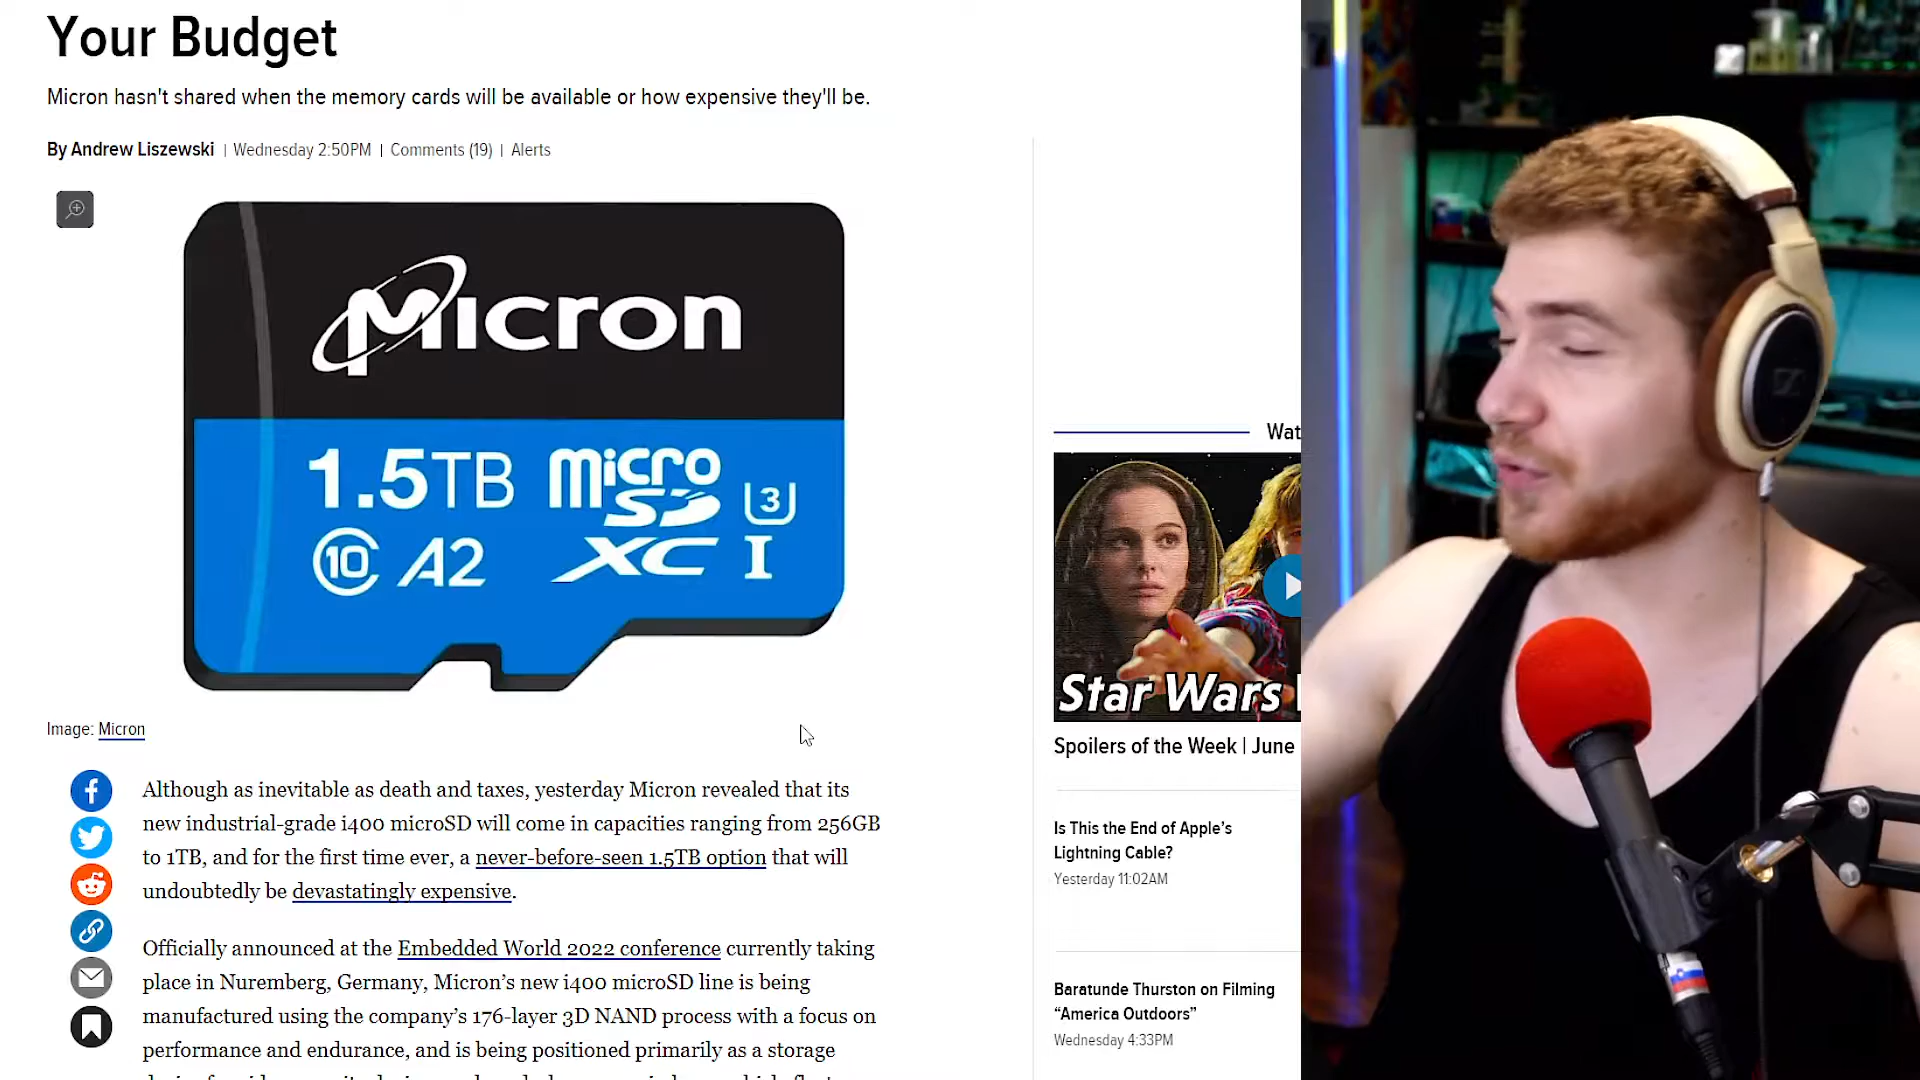 Your Budget
Micron hasn't shared when the memory cards will be available or how expensive they'll be.
By Andrew Liszewski | Wednesday 2:50PM | Comments (19) | Alerts
Micron
1.5TB micro SD 3
10 A2 XC I
Image: Micron
Although as inevitable as death and taxes, yesterday Micron revealed that its
new industrial-grade i400 microSD will come in capacities ranging from 256GB
to 1TB, and for the first time ever, a never-before-seen 1.5TB option that will
undoubtedly be devastatingly expensive.
Officially announced at the Embedded World 2022 conference currently taking
place in Nuremberg, Germany, Micron's new i400 microSD line is being
manufactured using the company's 176-layer 3D NAND process with a focus on
performance and endurance, and is being positioned primarily as a storage
Wat
Star Wars
Spoilers of the Week | June
Is This the End of Apple's
Lightning Cable?
Yesterday 11:02AM
Baratunde Thurston on Filming
“America Outdoors”
Wednesday 4:33PM